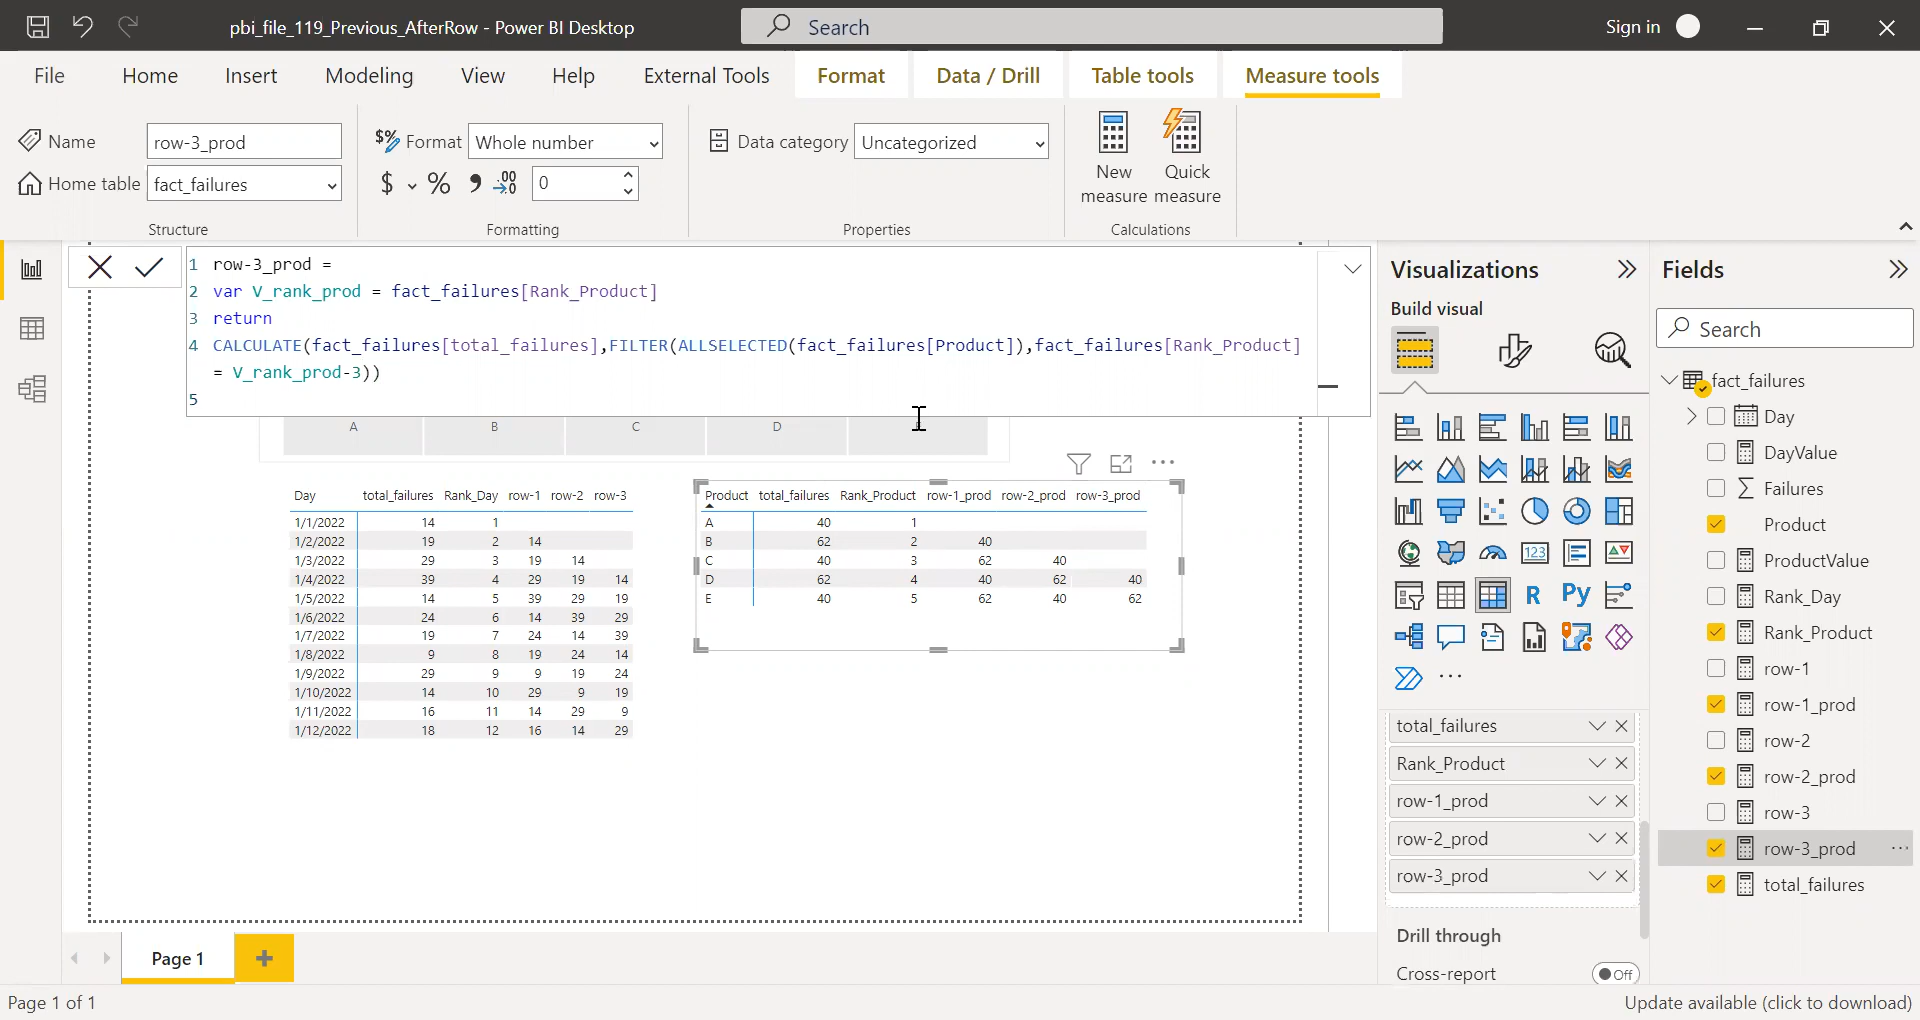 pbi_file_119_Previous_AfterRow - Power BI Desktop
Search
Sign in
File Home Insert Modeling View Help External Tools Format Data / Drill Table tools Measure tools
Name row-3_prod
Home table fact_failures
Structure
$% Format Whole number
$ % , .00 0
Formatting
Data category Uncategorized
Properties
New measure
Quick measure
Calculations
1 row-3_prod =
2 var V_rank_prod = fact_failures[Rank_Product]
3 return
4 CALCULATE(fact_failures[total_failures],FILTER(ALLSELECTED(fact_failures[Product]),fact_failures[Rank_Product]
= V_rank_prod-3))
5
A B C D
Day total_failures Rank_Day row-1 row-2 row-3
1/1/2022 14 1
1/2/2022 19 2 14
1/3/2022 29 3 19 14
1/4/2022 39 4 29 19 14
1/5/2022 14 5 39 29 19
1/6/2022 24 6 14 39 29
1/7/2022 19 7 24 14 39
1/8/2022 9 8 19 24 14
1/9/2022 29 9 9 19 24
1/10/2022 14 10 29 9 19
1/11/2022 16 11 14 29 9
1/12/2022 18 12 16 14 29
Product total_failures Rank_Product row-1_prod row-2_prod row-3_prod
A 40 1
B 62 2 40
C 40 3 62 40
D 62 4 40 62 40
E 40 5 62 40 62
Visualizations
Build visual
123
R Py
...
total_failures
Rank_Product
row-1_prod
row-2_prod
row-3_prod
Drill through
Cross-report Off
Fields
Search
fact_failures
Day
DayValue
Failures
Product
ProductValue
Rank_Day
Rank_Product
row-1
row-1_prod
row-2
row-2_prod
row-3
row-3_prod ...
total_failures
Page 1
Page 1 of 1
Update available (click to download)